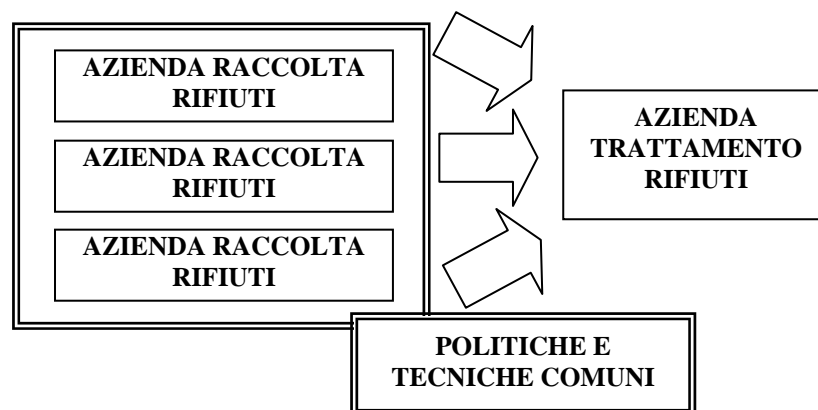 AZIENDA RACCOLTA
RIFIUTI
AZIENDA RACCOLTA
RIFIUTI
AZIENDA RACCOLTA
RIFIUTI
AZIENDA
TRATTAMENTO
RIFIUTI
POLITICHE E
TECNICHE COMUNI